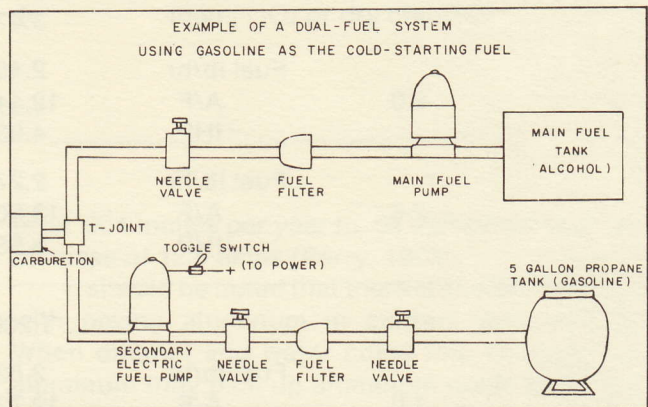 EXAMPLE OF A DUAL-FUEL SYSTEM
USING GASOLINE AS THE COLD-STARTING FUEL
MAIN FUEL
TANK
(ALCOHOL)
NEEDLE
VALVE
FUEL
FILTER
MAIN FUEL
PUMP
T-JOINT
CARBURETION
TOGGLE SWITCH
+ (TO POWER)
5 GALLON PROPANE
TANK (GASOLINE)
SECONDARY
ELECTRIC
FUEL PUMP
NEEDLE
VALVE
FUEL
FILTER
NEEDLE
VALVE